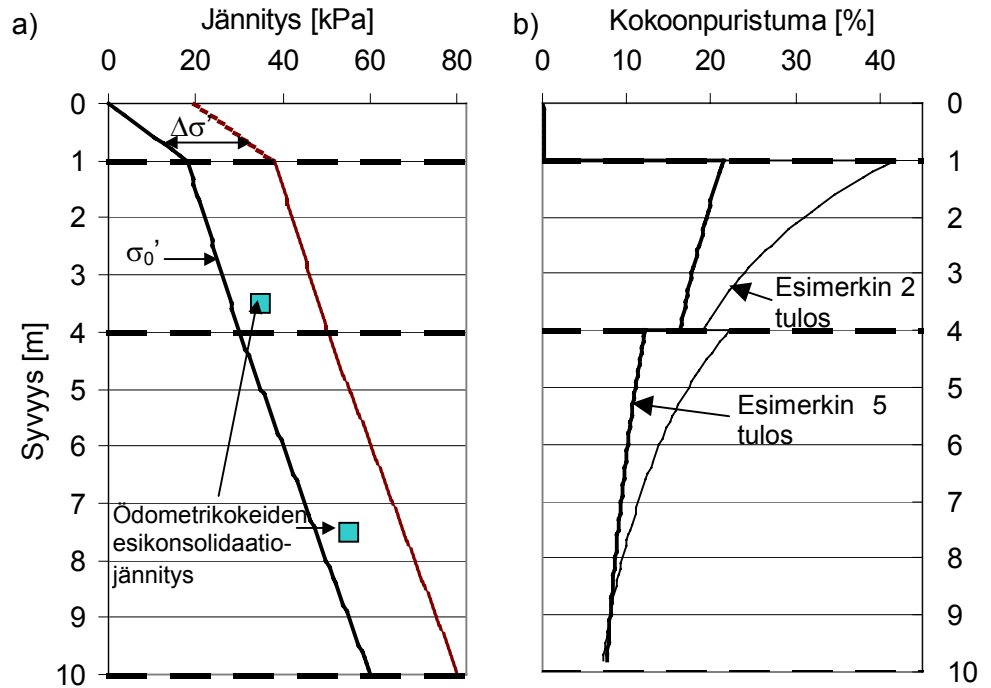 a)
Jännitys [kPa]
0 20 40 60 80
Syvyys [m]
0
1
2
3
4
5
6
7
8
9
10
Δσ'
σ0'
Ödometrikokeiden
esikonsolidaatio-
jännitys
b)
Kokoonpuristuma [%]
0 10 20 30 40
Esimerkin 2
tulos
Esimerkin 5
tulos
0
1
2
3
4
5
6
7
8
9
10